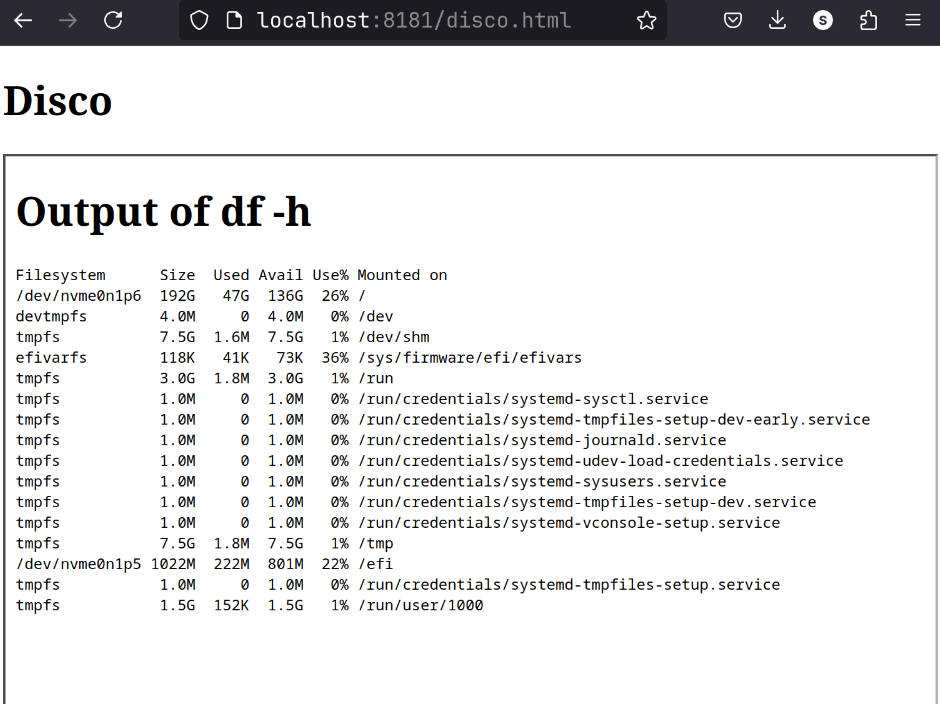 localhost:8181/disco.html
S
Disco
Output of df -h
Filesystem      Size  Used Avail Use% Mounted on
/dev/nvme0n1p6  192G   47G  136G  26% /
devtmpfs        4.0M     0  4.0M   0% /dev
tmpfs           7.5G  1.6M  7.5G   1% /dev/shm
efivarfs        118K   41K   73K  36% /sys/firmware/efi/efivars
tmpfs           3.0G  1.8M  3.0G   1% /run
tmpfs           1.0M     0  1.0M   0% /run/credentials/systemd-sysctl.service
tmpfs           1.0M     0  1.0M   0% /run/credentials/systemd-tmpfiles-setup-dev-early.service
tmpfs           1.0M     0  1.0M   0% /run/credentials/systemd-journald.service
tmpfs           1.0M     0  1.0M   0% /run/credentials/systemd-udev-load-credentials.service
tmpfs           1.0M     0  1.0M   0% /run/credentials/systemd-sysusers.service
tmpfs           1.0M     0  1.0M   0% /run/credentials/systemd-tmpfiles-setup-dev.service
tmpfs           1.0M     0  1.0M   0% /run/credentials/systemd-vconsole-setup.service
tmpfs           7.5G  1.8M  7.5G   1% /tmp
/dev/nvme0n1p5 1022M  222M  801M  22% /efi
tmpfs           1.0M     0  1.0M   0% /run/credentials/systemd-tmpfiles-setup.service
tmpfs           1.5G  152K  1.5G   1% /run/user/1000